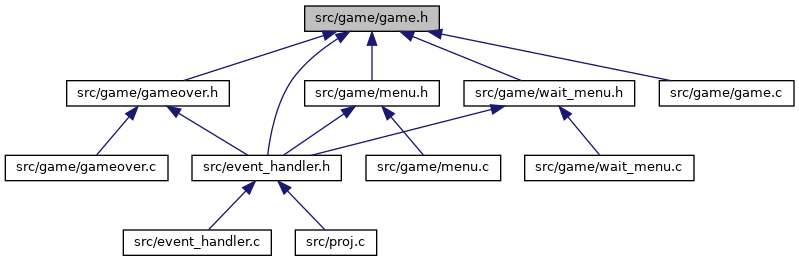 src/game/game.h
src/game/gameover.h
src/game/menu.h
src/game/wait_menu.h
src/game/game.c
src/game/gameover.c
src/event_handler.h
src/game/menu.c
src/game/wait_menu.c
src/event_handler.c
src/proj.c